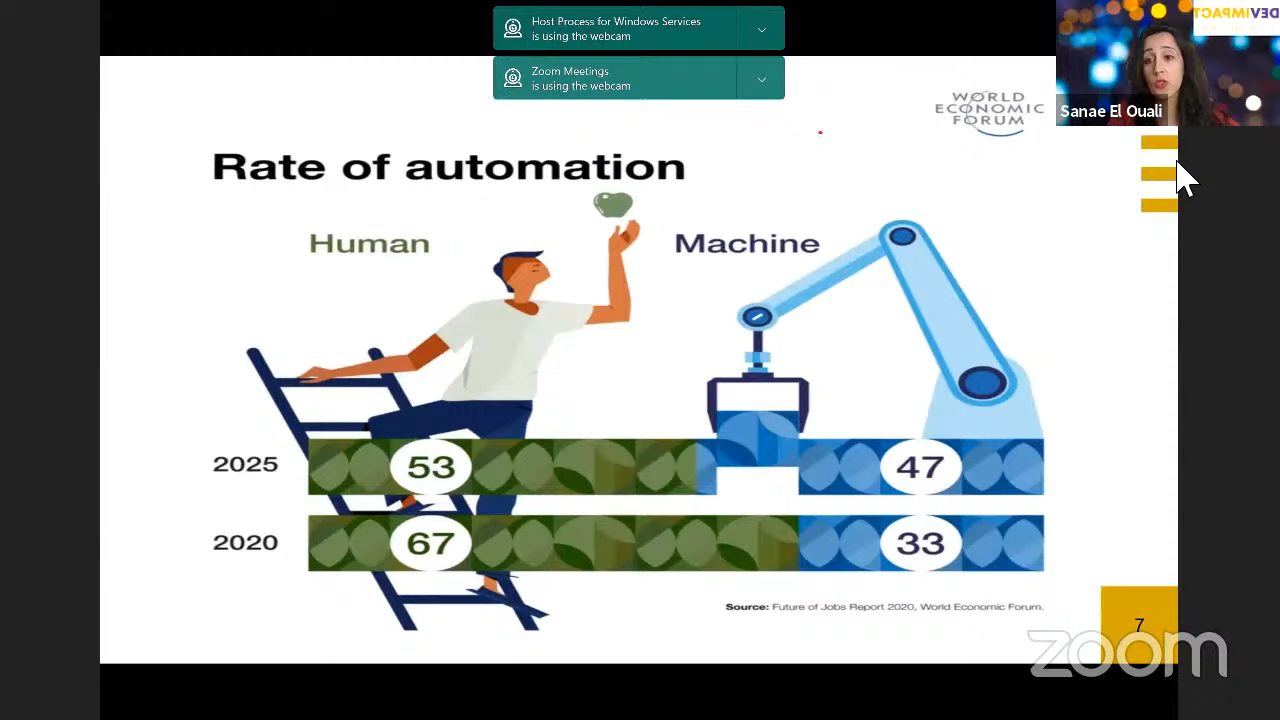 Host Process for Windows Services
is using the webcam
Zoom Meetings
is using the webcam
DEVIMPACT
Sanae El Ouali
WORLD
ECONOMIC
FORUM
Rate of automation
Human
Machine
2025
53
47
2020
67
33
Source: Future of Jobs Report 2020, World Economic Forum.
7
zoom